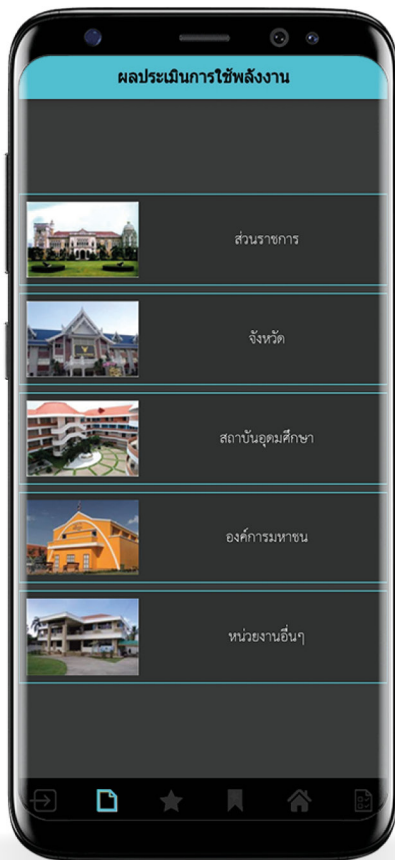 ผลประเมินการใช้พลังงาน
ส่วนราชการ
จังหวัด
สถาบันอุดมศึกษา
องค์การมหาชน
หน่วยงานอื่นๆ